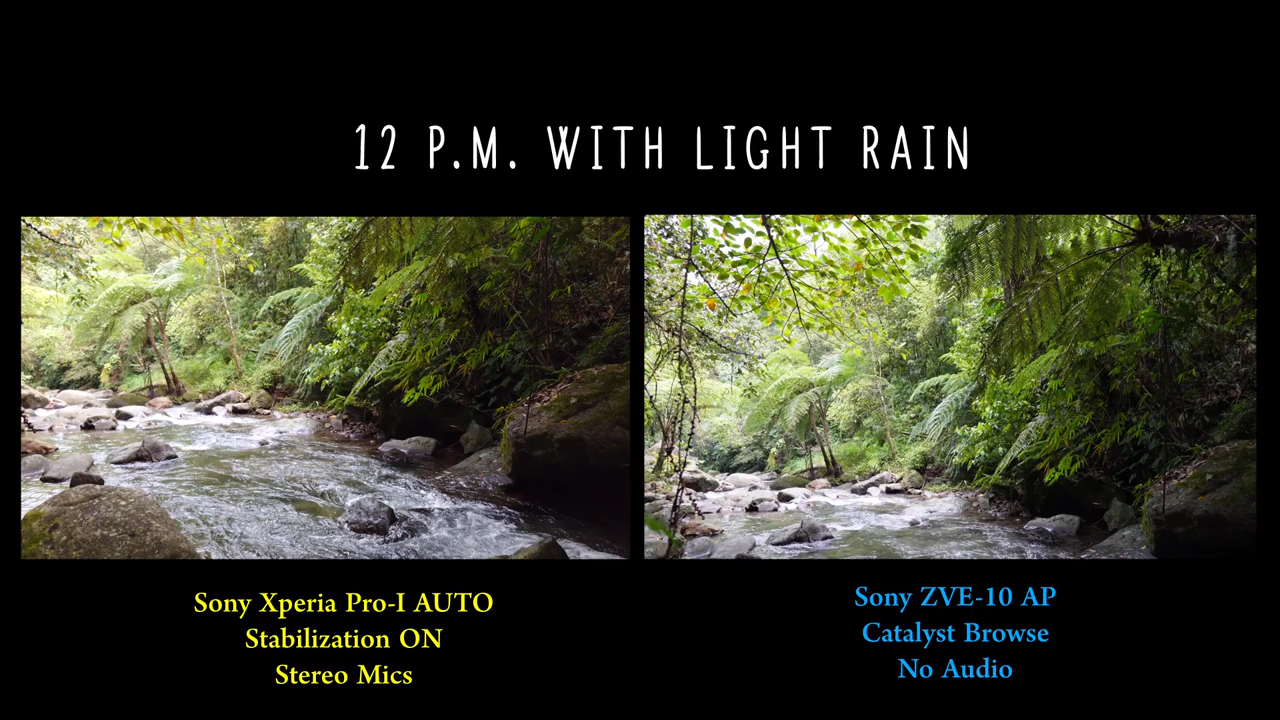 12 P.M. WITH LIGHT RAIN
Sony Xperia Pro-I AUTO
Stabilization ON
Stereo Mics
Sony ZVE-10 AP
Catalyst Browse
No Audio